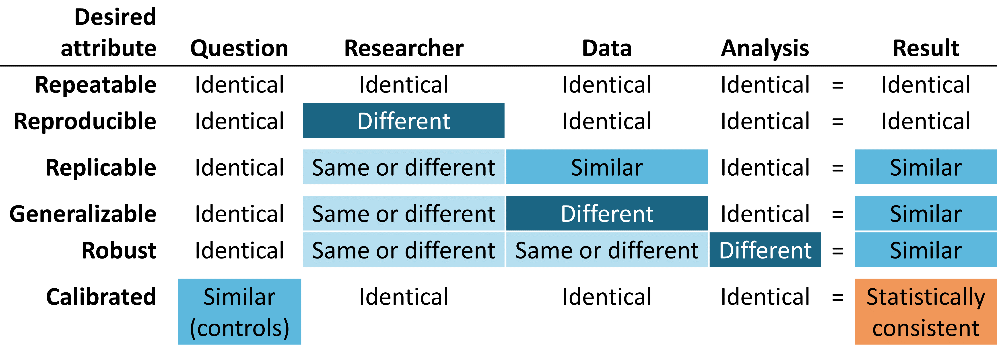 Desired
attribute Question Researcher Data Analysis Result
Repeatable Identical Identical Identical Identical = Identical
Reproducible Identical Different Identical Identical = Identical
Replicable Identical Same or different Similar Identical = Similar
Generalizable Identical Same or different Different Identical = Similar
Robust Identical Same or different Same or different Different = Similar
Calibrated Similar Identical Identical Identical = Statistically
(controls) consistent